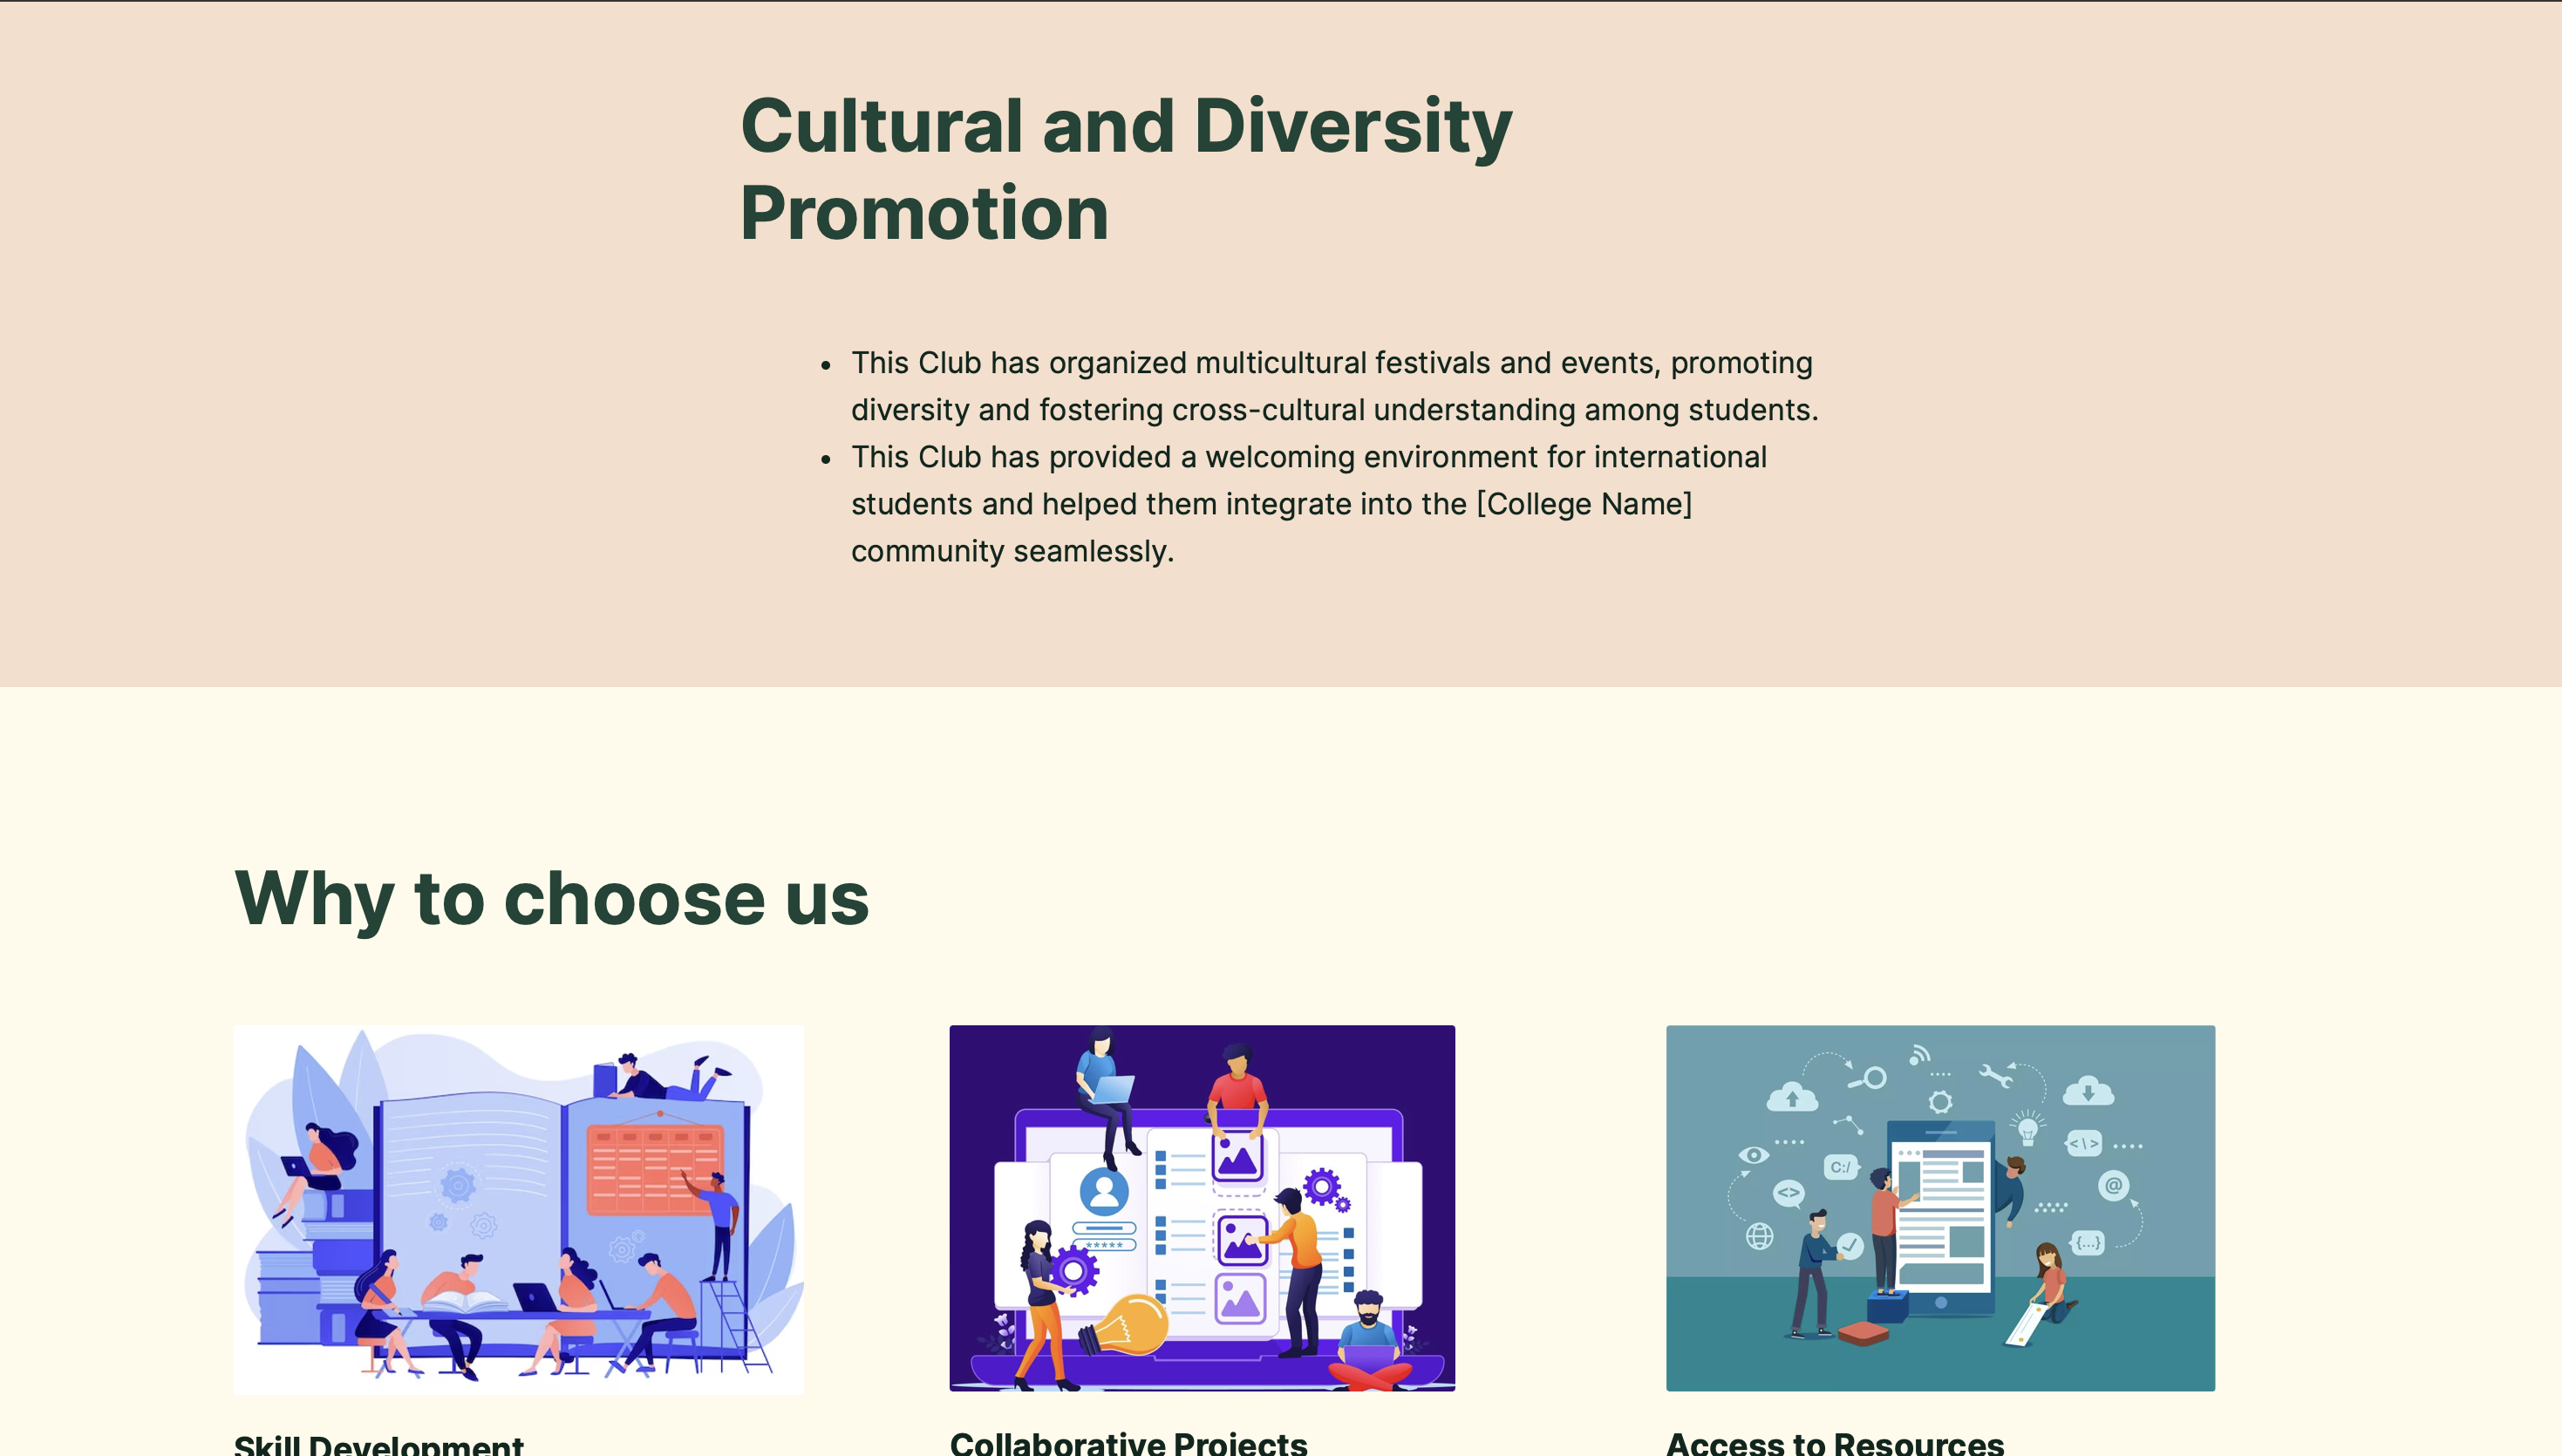 Cultural and Diversity
Promotion
• This Club has organized multicultural festivals and events, promoting
diversity and fostering cross-cultural understanding among students.
• This Club has provided a welcoming environment for international
students and helped them integrate into the [College Name]
community seamlessly.
Why to choose us
*****
C:/
<\>
<>
@
{...}
Skill Development
Collaborative Projects
Access to Resources